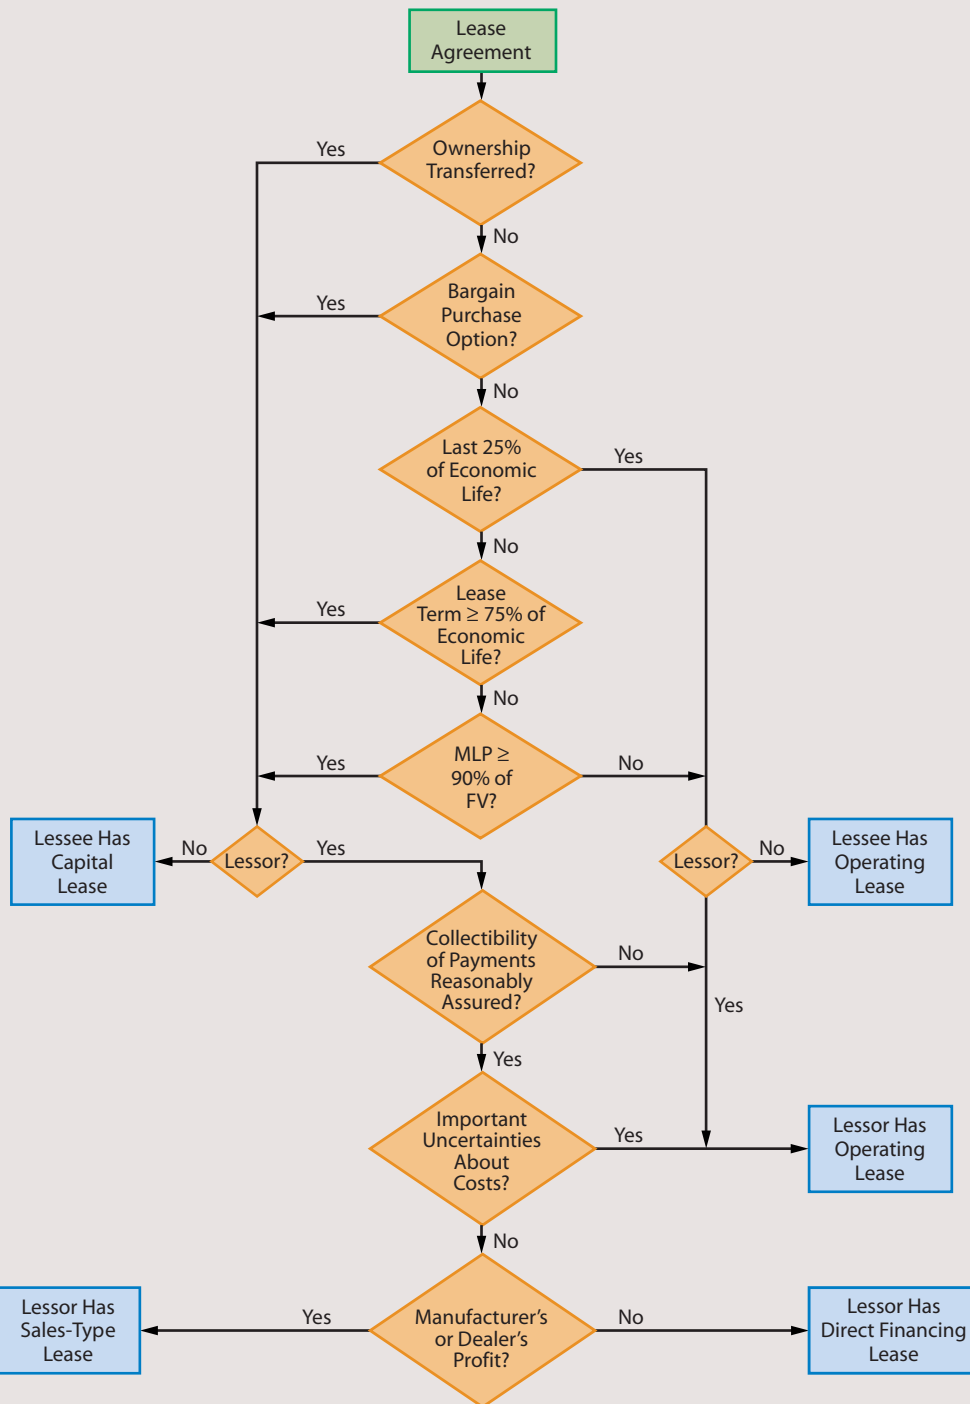 Lease
Agreement
Yes
Ownership
Transferred?
No
Yes
Bargain
Purchase
Option?
No
Last 25%
of Economic
Life?
Yes
No
Yes
Lease
Term ≥ 75% of
Economic
Life?
No
Yes
MLP ≥
90% of
FV?
No
Lessee Has
Capital
Lease
No
Lessor?
Yes
Lessor?
No
Lessee Has
Operating
Lease
Collectibility
of Payments
Reasonably
Assured?
No
Yes
Yes
Important
Uncertainties
About
Costs?
Yes
Lessor Has
Operating
Lease
No
Lessor Has
Sales-Type
Lease
Yes
Manufacturer's
or Dealer's
Profit?
No
Lessor Has
Direct Financing
Lease